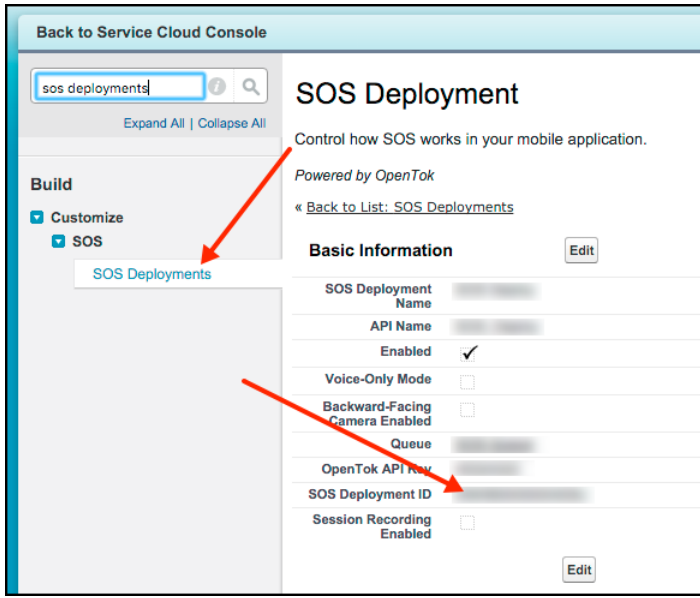 Back to Service Cloud Console
sos deployments
Expand All | Collapse All
Build
Customize
SOS
SOS Deployments
SOS Deployment
Control how SOS works in your mobile application.
Powered by OpenTok
« Back to List: SOS Deployments
Basic Information
Edit
SOS Deployment
Name
API Name
Enabled
Voice-Only Mode
Backward-Facing
Camera Enabled
Queue
OpenTok API Key
SOS Deployment ID
Session Recording
Enabled
Edit